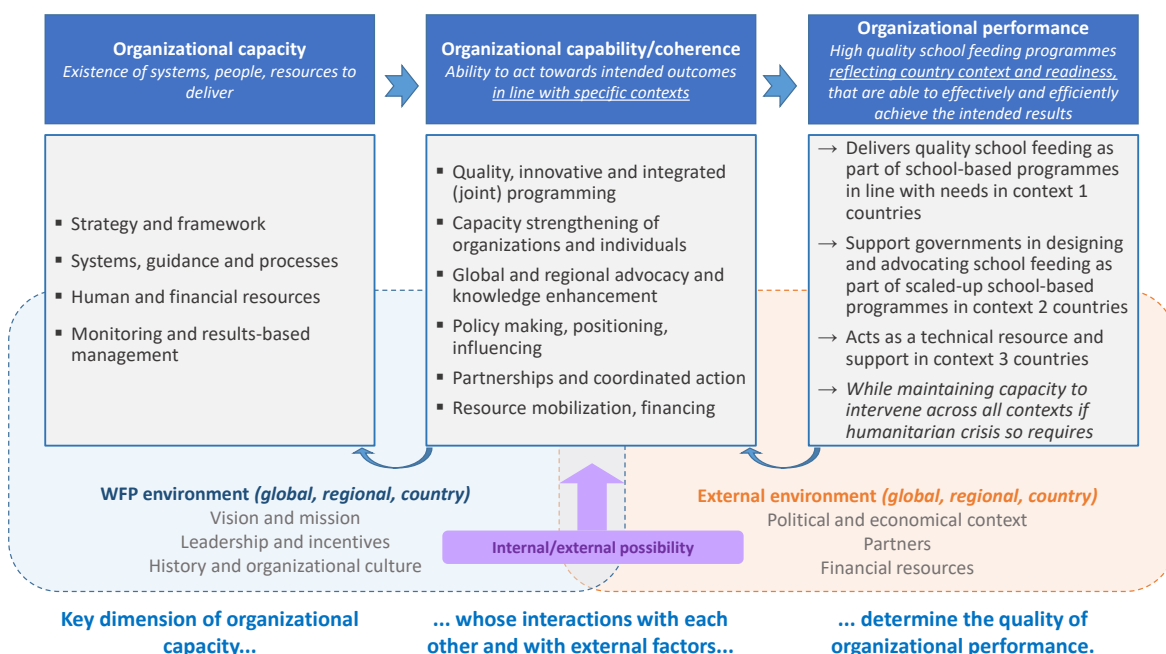 Organizational capacity
Existence of systems, people, resources to
deliver
Organizational capability/coherence
Ability to act towards intended outcomes
in line with specific contexts
Organizational performance
High quality school feeding programmes
reflecting country context and readiness,
that are able to effectively and efficiently
achieve the intended results
▪ Strategy and framework
▪ Systems, guidance and processes
▪ Human and financial resources
▪ Monitoring and results-based
management
▪ Quality, innovative and integrated
(joint) programming
▪ Capacity strengthening of
organizations and individuals
▪ Global and regional advocacy and
knowledge enhancement
▪ Policy making, positioning,
influencing
▪ Partnerships and coordinated action
▪ Resource mobilization, financing
→ Delivers quality school feeding as
part of school-based programmes
in line with needs in context 1
countries
→ Support governments in designing
and advocating school feeding as
part of scaled-up school-based
programmes in context 2 countries
→ Acts as a technical resource and
support in context 3 countries
→ While maintaining capacity to
intervene across all contexts if
humanitarian crisis so requires
WFP environment (global, regional, country)
Vision and mission
Leadership and incentives
History and organizational culture
Internal/external possibility
External environment (global, regional, country)
Political and economical context
Partners
Financial resources
Key dimension of organizational
capacity...
... whose interactions with each
other and with external factors...
... determine the quality of
organizational performance.